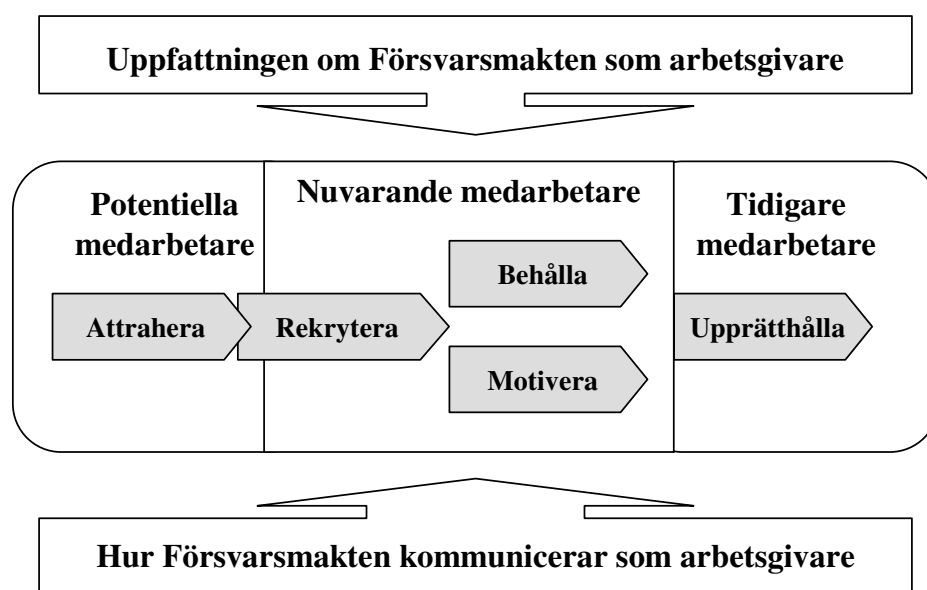 Uppfattningen om Försvarsmakten som arbetsgivare
Potentiella
medarbetare
Nuvarande medarbetare
Tidigare
medarbetare
Attrahera
Rekrytera
Behålla
Motivera
Upprätthålla
Hur Försvarsmakten kommunicerar som arbetsgivare